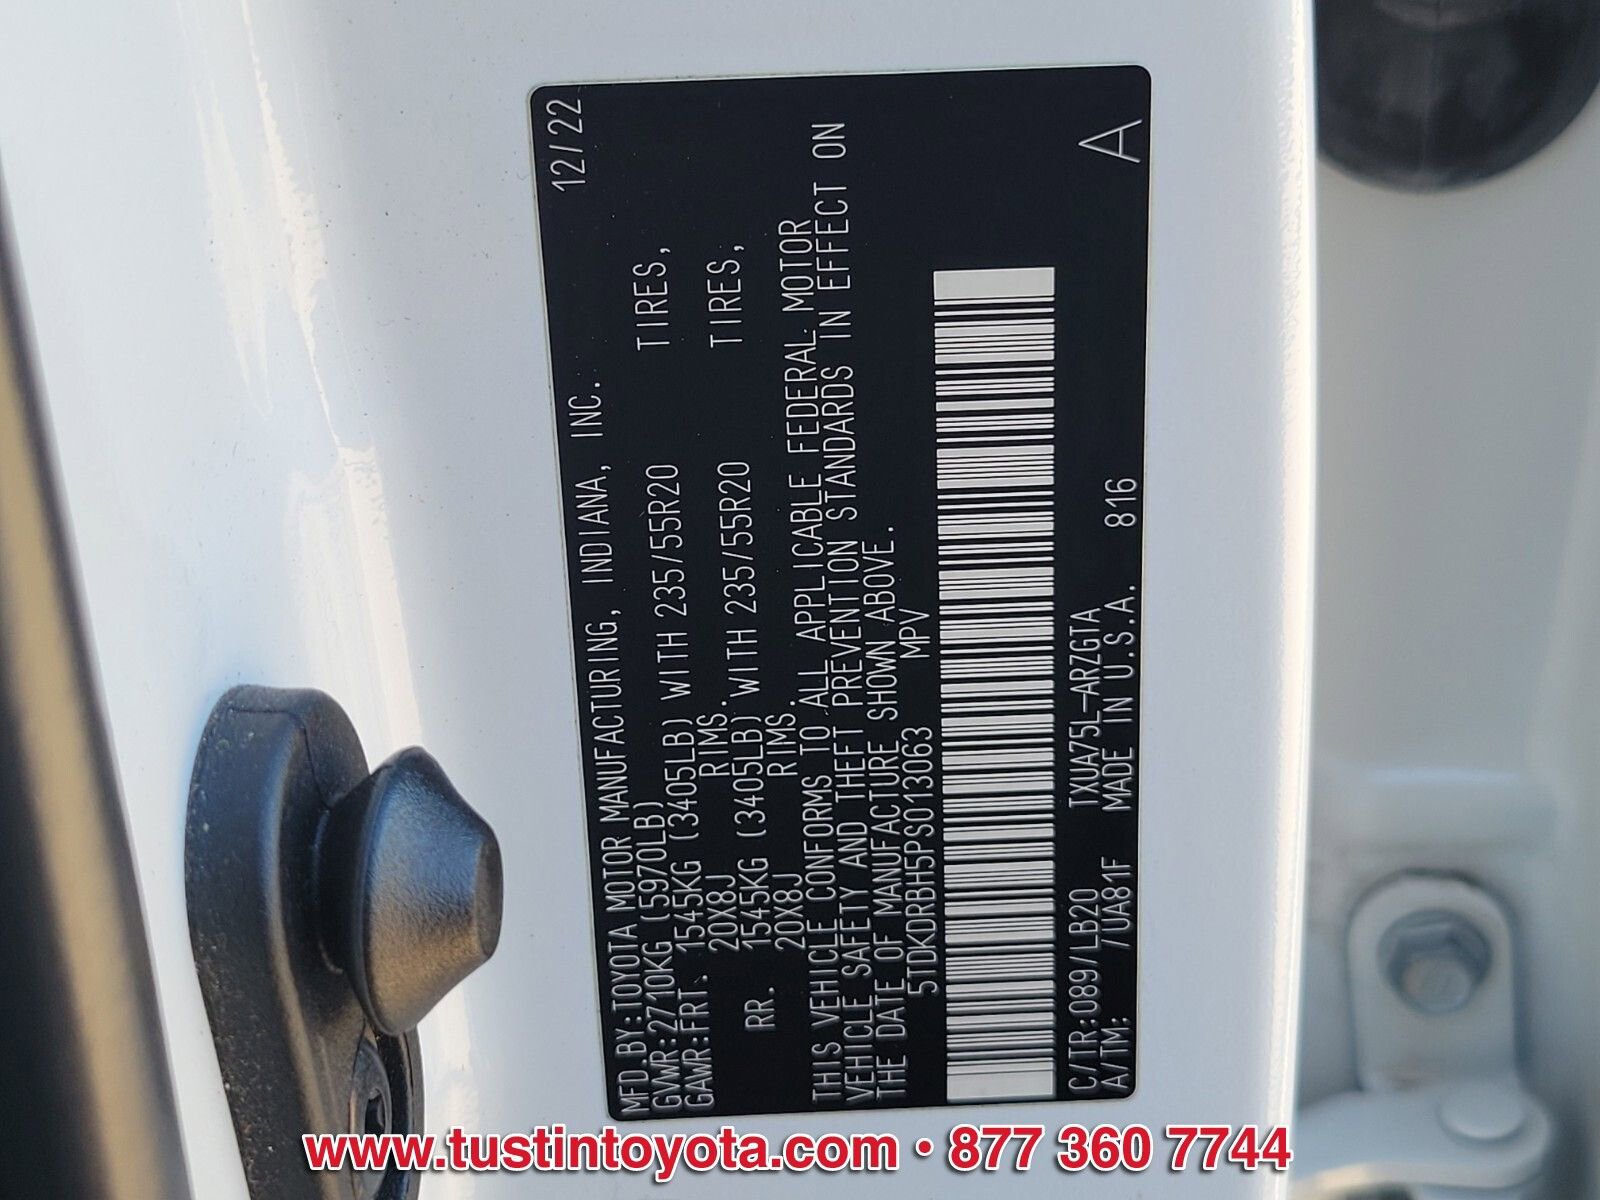 MFD.BY:TOYOTA MOTOR MANUFACTURING, INDIANA, INC. 12/22
GVWR:2710KG(5970LB)
GAWR:FRT. 1545KG (3405LB) WITH 235/55R20 TIRES,
20X8J RIMS.
RR. 1545KG (3405LB) WITH 235/55R20 TIRES,
20X8J RIMS.
THIS VEHICLE CONFORMS TO ALL APPLICABLE FEDERAL MOTOR
VEHICLE SAFETY AND THEFT PREVENTION STANDARDS IN EFFECT ON
THE DATE OF MANUFACTURE SHOWN ABOVE.
5TDKDRBH5PS013063 MPV
C/TR:089/LB20 TXUA75L-ARZGTA
A/TM: /UA81F MADE IN U.S.A. 816 A
www.tustintoyota.com • 877 360 7744